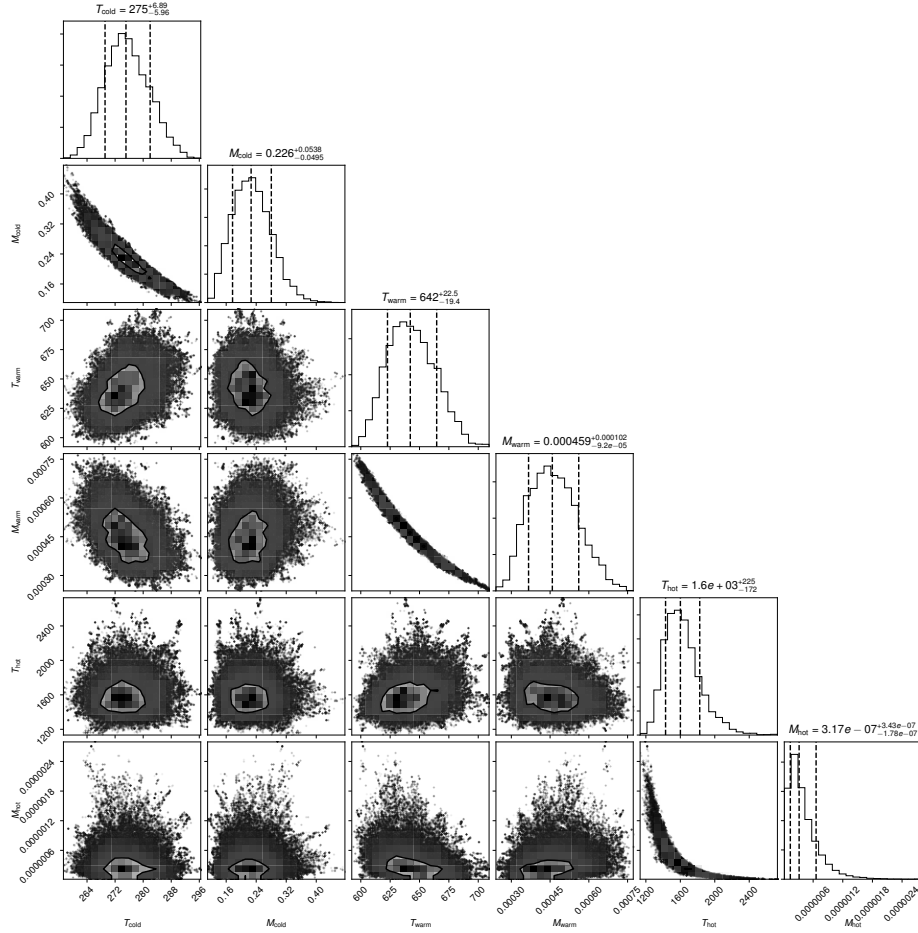 T_cold = 275^{+6.89}_{-5.96}
M_cold = 0.226^{+0.0538}_{-0.0495}
0.40
0.32
0.24
0.16
M_cold
T_warm = 642^{+22.5}_{-19.4}
700
675
650
625
600
T_warm
M_warm = 0.000459^{+0.000102}_{-9.2e-05}
0.00075
0.00060
0.00045
0.00030
M_warm
T_hot = 1.6e + 03^{+225}_{-172}
2400
2000
1600
1200
T_hot
M_hot = 3.17e − 07^{+3.43e-07}_{-1.78e-07}
0.0000024
0.0000018
0.0000012
0.0000006
M_hot
264 272 280 288 296
0.16 0.24 0.32 0.40
600 625 650 675 700
0.00030 0.00045 0.00060 0.00075
1200 1600 2000 2400
0.0000006 0.0000012 0.0000018 0.0000024
T_cold M_cold T_warm M_warm T_hot M_hot